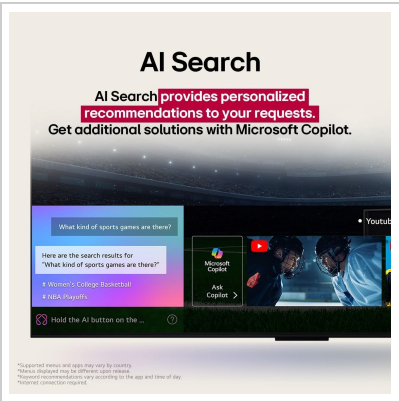 AI Search
AI Search provides personalized
recommendations to your requests.
Get additional solutions with Microsoft Copilot.
What kind of sports games are there?
Here are the search results for
"What kind of sports games are there?"
# Women's College Basketball
# NBA Playoffs
Hold the AI button on the ...
Microsoft
Copilot
Ask
Copilot
Youtub
*Supported menus and apps may vary by country.
*Menus displayed may be different upon release.
*Keyword recommendations vary according to the app and time of day.
*Internet connection required.